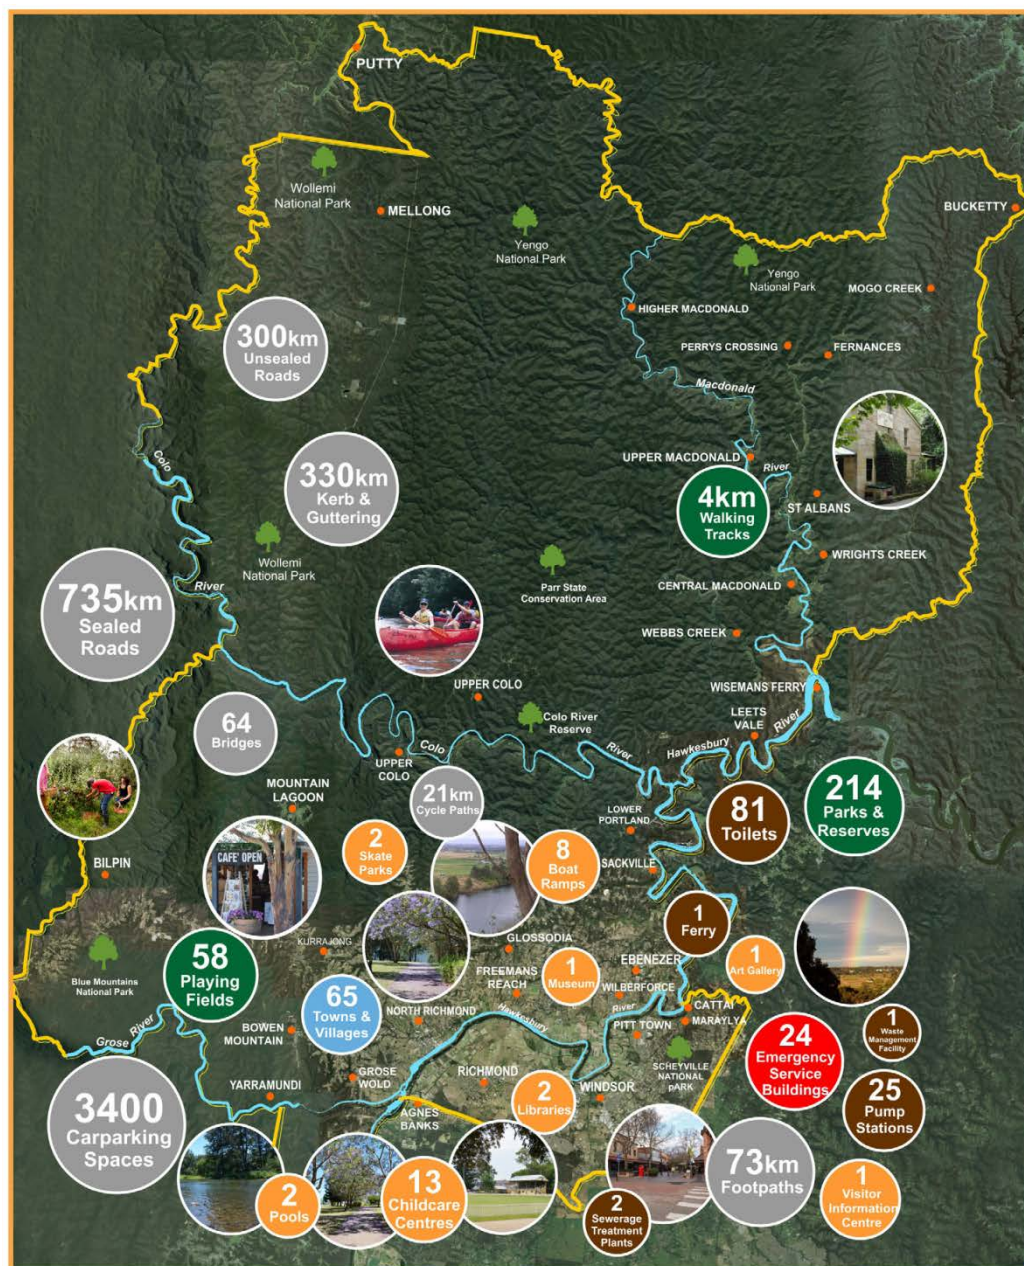 PUTTY
Wollemi
National Park
MELLONG
Yengo
National Park
BUCKETTY
Yengo
National Park
MOGO CREEK
HIGHER MACDONALD
300km
Unsealed
Roads
PERRYS CROSSING
FERNANCES
Macdonald
Colo
330km
Kerb &
Guttering
UPPER MACDONALD
River
4km
Walking
Tracks
ST ALBANS
Wollemi
National Park
WRIGHTS CREEK
River
Parr State
Conservation Area
CENTRAL MACDONALD
735km
Sealed
Roads
WEBBS CREEK
UPPER COLO
WISEMANS FERRY
64
Bridges
Colo River
Reserve
LEETS
VALE
River
Colo
River
Hawkesbury
UPPER
COLO
MOUNTAIN
LAGOON
21km
Cycle Paths
81
Toilets
214
Parks &
Reserves
LOWER
PORTLAND
2
Skate
Parks
8
Boat
Ramps
SACKVILLE
BILPIN
CAFE' OPEN
1
Ferry
KURRAJONG
GLOSSODIA
Blue Mountains
National Park
58
Playing
Fields
FREEMANS
REACH
1
Museum
EBENEZER
1
Art Gallery
WILBERFORCE
65
Towns &
Villages
NORTH RICHMOND
Hawkesbury
River
CATTAI
MARAYLYA
PITT TOWN
Grose
River
BOWEN
MOUNTAIN
24
Emergency
Service
Buildings
1
Waste
Management
Facility
GROSE
WOLD
RICHMOND
SCHEYVILLE
NATIONAL
pARK
YARRAMUNDI
2
Libraries
WINDSOR
3400
Carparking
Spaces
AGNES
BANKS
25
Pump
Stations
2
Pools
13
Childcare
Centres
2
Sewerage
Treatment
Plants
73km
Footpaths
1
Visitor
Information
Centre